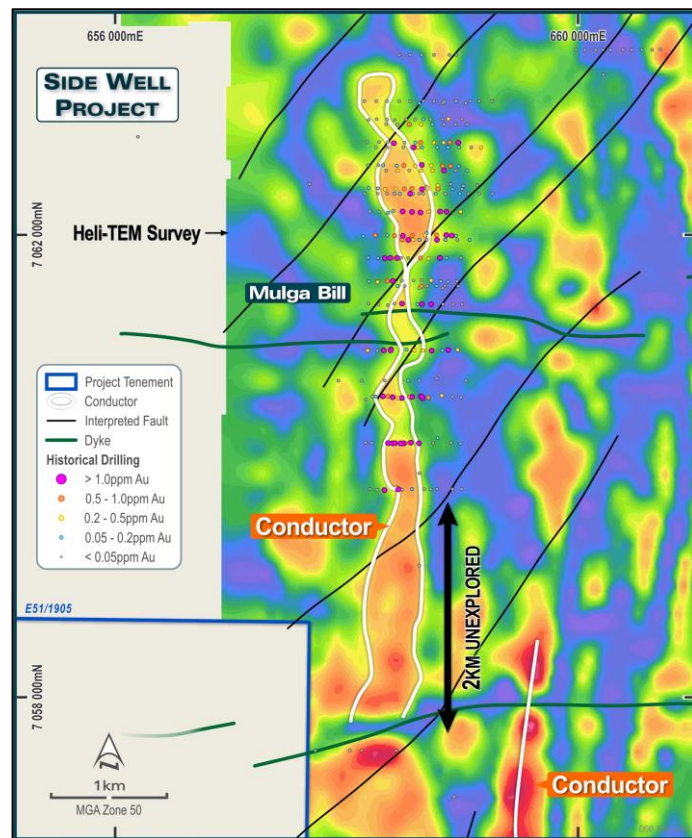 656 000mE
660 000mE
SIDE WELL
PROJECT
7 062 000mN
Heli-TEM Survey
Mulga Bill
Project Tenement
Conductor
Interpreted Fault
Dyke
Historical Drilling
> 1.0ppm Au
0.5 - 1.0ppm Au
0.2 - 0.5ppm Au
0.05 - 0.2ppm Au
< 0.05ppm Au
Conductor
2KM UNEXPLORED
E51/1905
7 058 000mN
1km
MGA Zone 50
Conductor